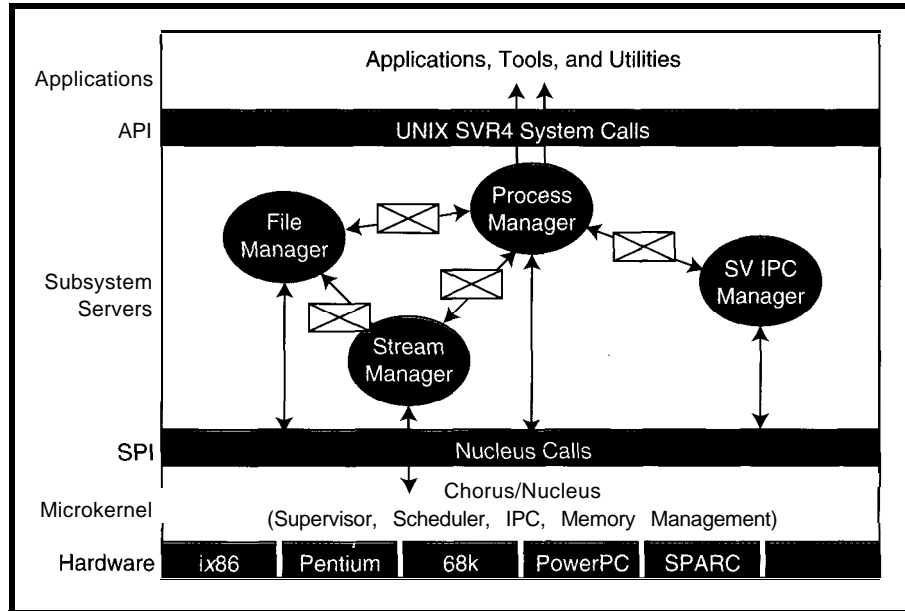 Applications
Applications, Tools, and Utilities
API
UNIX SVR4 System Calls
Process
Manager
File
Manager
SV IPC
Manager
Subsystem
Servers
Stream
Manager
SPI
Nucleus Calls
Microkernel
Chorus/Nucleus
(Supervisor, Scheduler, IPC, Memory Management)
Hardware
ix86
Pentium
68k
PowerPC
SPARC